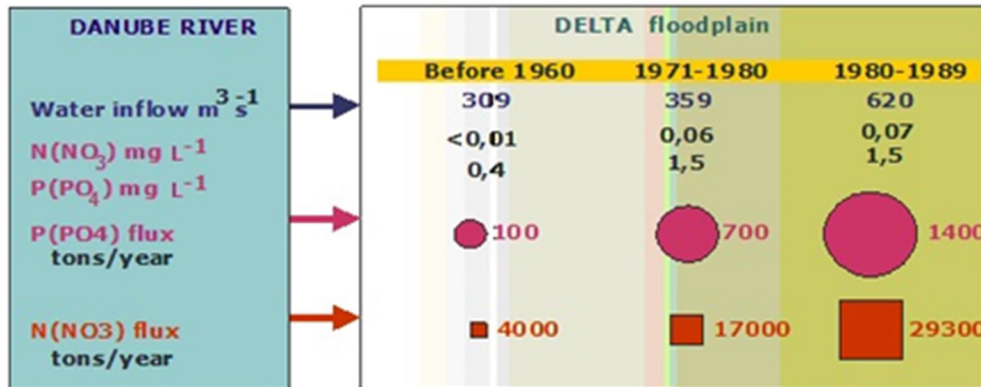 DANUBE RIVER
DELTA floodplain
Before 1960 1971-1980 1980-1989
Water inflow m³s⁻¹ 309 359 620
N(NO₃) mg L⁻¹ <0,01 0,06 0,07
P(PO₄) mg L⁻¹ 0,4 1,5 1,5
P(PO4) flux 100 700 1400
tons/year
N(NO3) flux 4000 17000 29300
tons/year